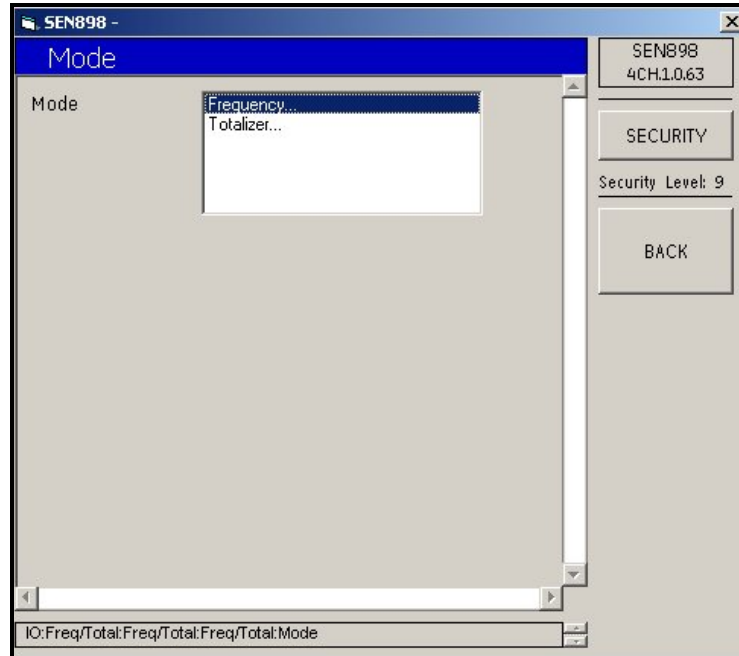 SEN898 -
Mode
SEN898
4CH.1.0.63
Mode
Frequency...
Totalizer...
SECURITY
Security Level: 9
BACK
IO:Freq/Total:Freq/Total:Freq/Total:Mode